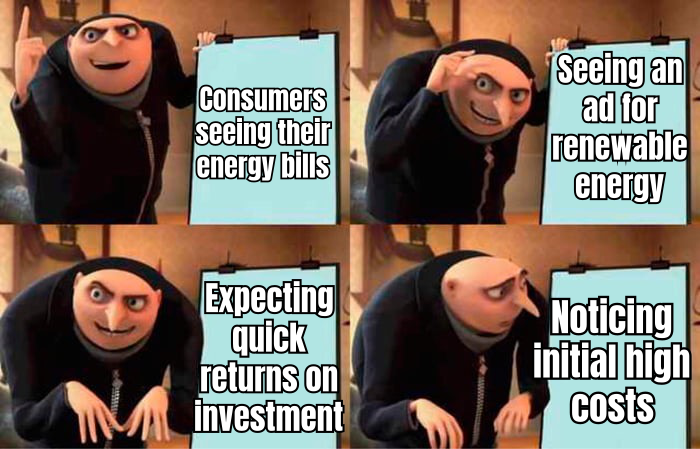 Consumers
seeing their
energy bills
Seeing an
ad for
renewable
energy
Expecting
quick
returns on
investment
Noticing
initial high
costs